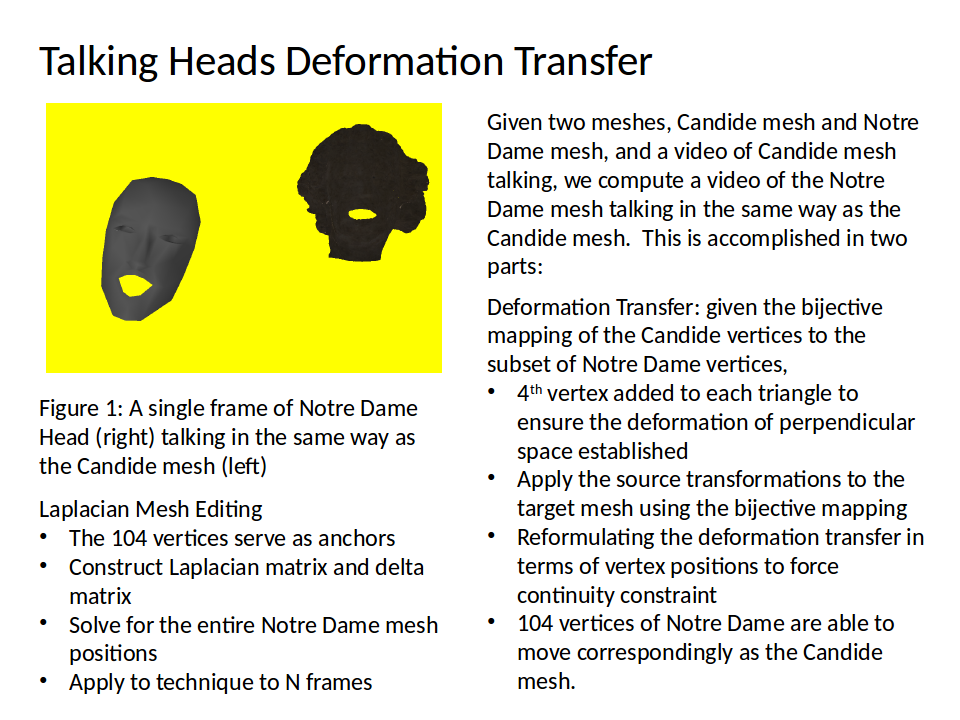 Talking Heads Deformation Transfer
Figure 1: A single frame of Notre Dame
Head (right) talking in the same way as
the Candide mesh (left)
Laplacian Mesh Editing
• The 104 vertices serve as anchors
• Construct Laplacian matrix and delta
matrix
• Solve for the entire Notre Dame mesh
positions
• Apply to technique to N frames
Given two meshes, Candide mesh and Notre
Dame mesh, and a video of Candide mesh
talking, we compute a video of the Notre
Dame mesh talking in the same way as the
Candide mesh.  This is accomplished in two
parts:
Deformation Transfer: given the bijective
mapping of the Candide vertices to the
subset of Notre Dame vertices,
• 4th vertex added to each triangle to
ensure the deformation of perpendicular
space established
• Apply the source transformations to the
target mesh using the bijective mapping
• Reformulating the deformation transfer in
terms of vertex positions to force
continuity constraint
• 104 vertices of Notre Dame are able to
move correspondingly as the Candide
mesh.